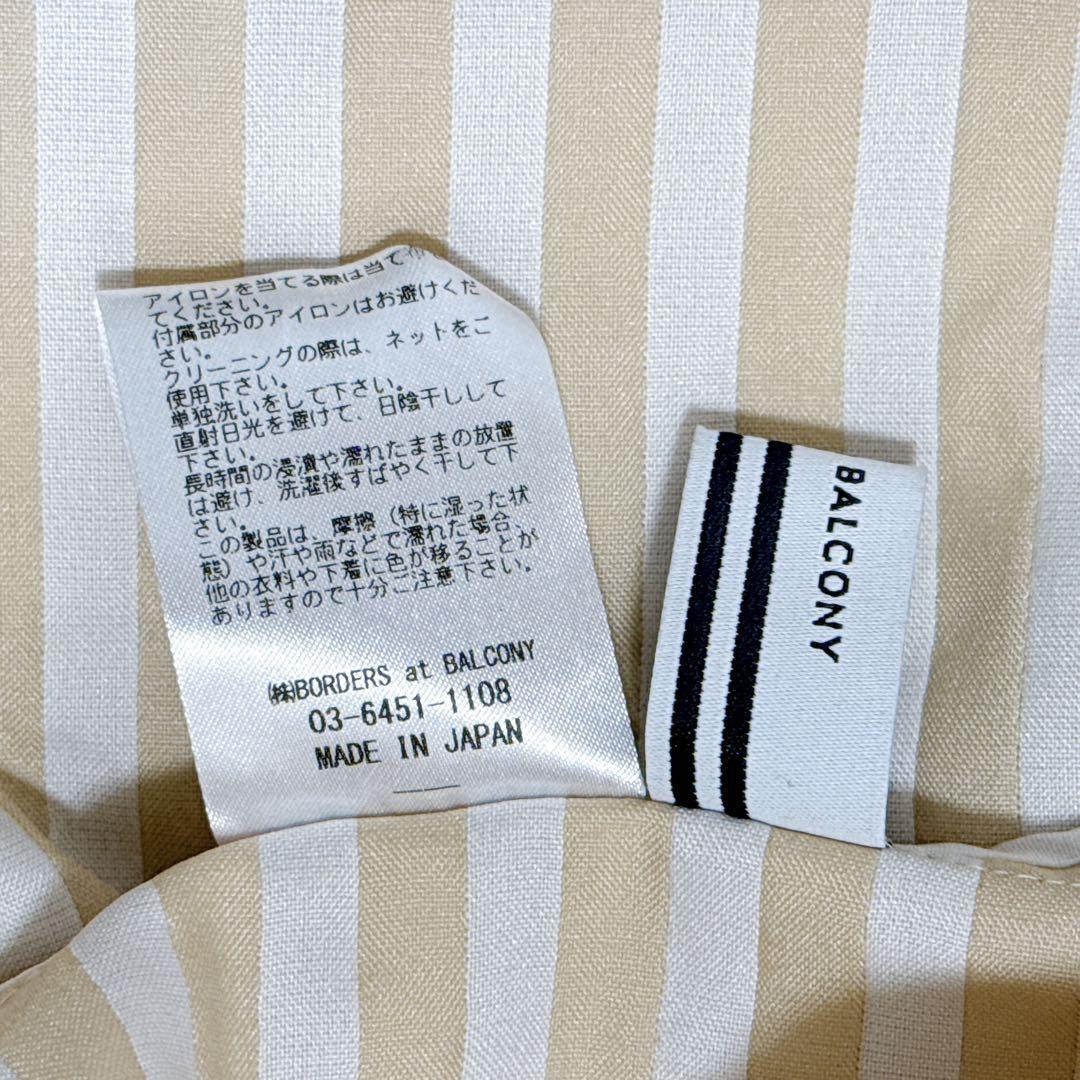 アイロンを当てる際は当て
てください。
付属部分のアイロンはお避けくだ
さい。
クリーニングの際は、ネットをご
使用下さい。
単独洗いをして下さい。
直射日光を避けて、日陰干しして
下さい。
長時間の浸漬や濡れたままの放置
は避け、洗濯後すばやく干して下
さい。
この製品は、摩擦（特に湿った状
態）や汗や雨などで濡れた場合、
他の衣料や下着に色が移ることが
ありますので十分ご注意下さい。
㈱BORDERS at BALCONY
03-6451-1108
MADE IN JAPAN
BALCONY